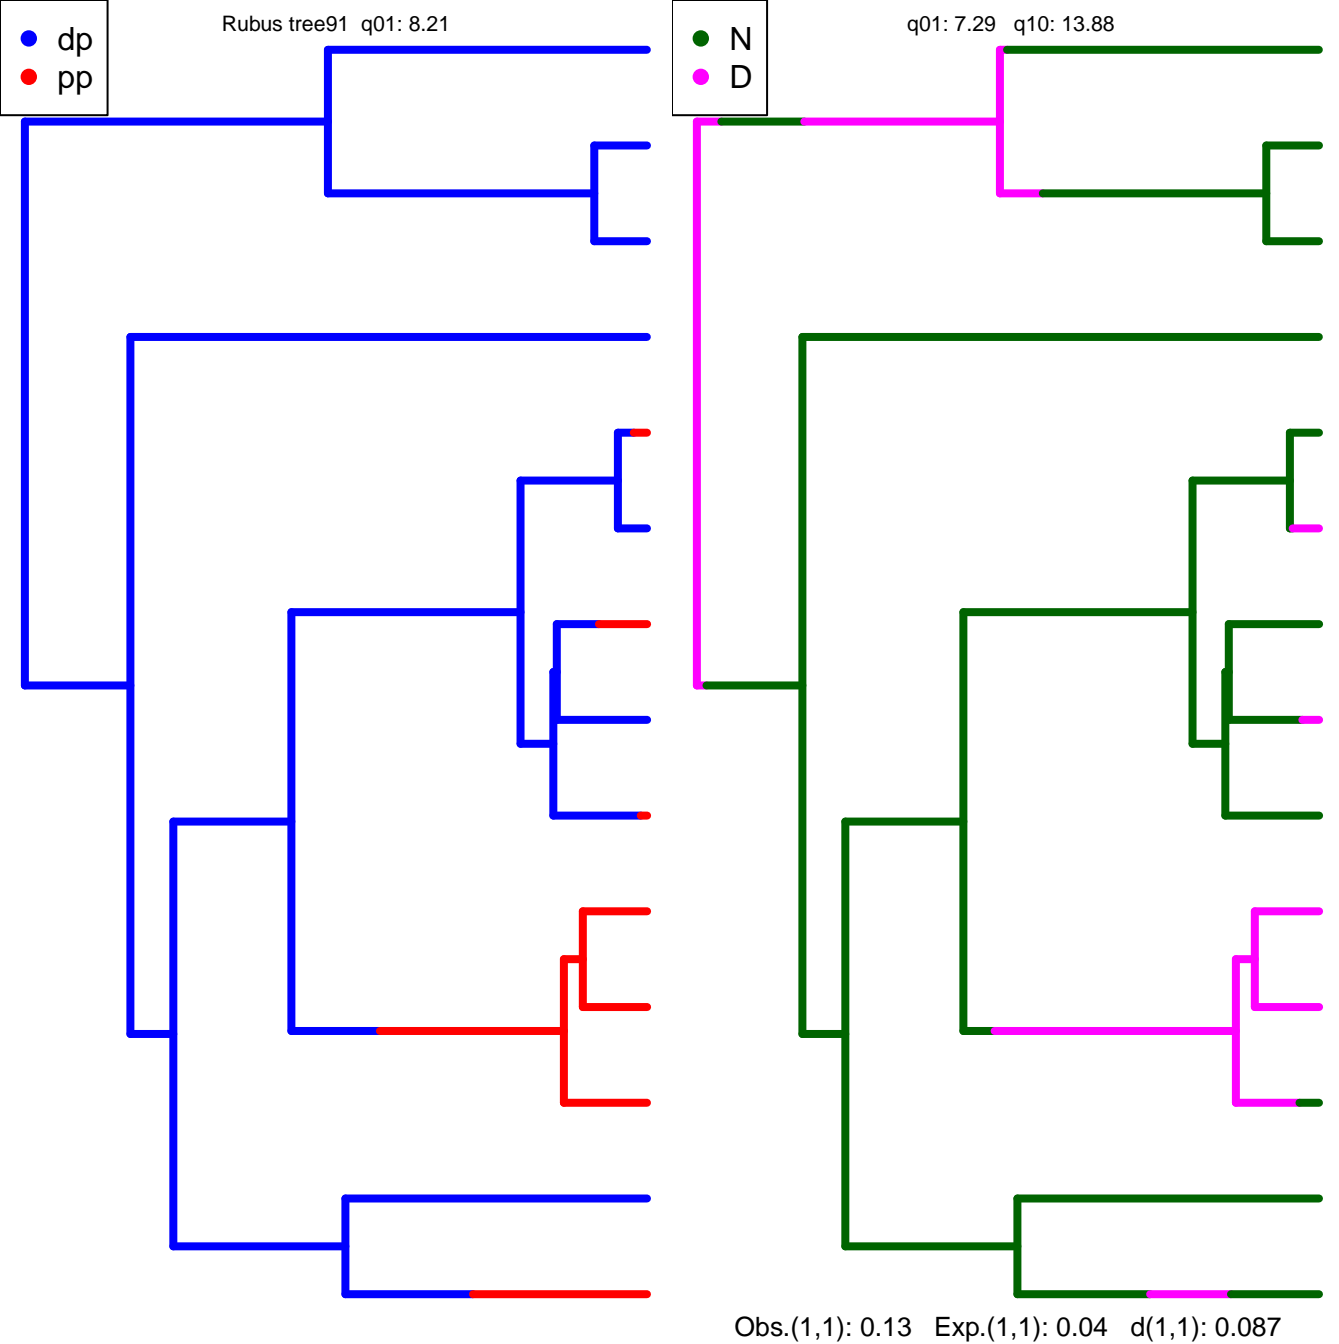 Rubus tree91 q01: 8.21
dp
pp
q01: 7.29 q10: 13.88
N
D
Obs.(1,1): 0.13 Exp.(1,1): 0.04 d(1,1): 0.087